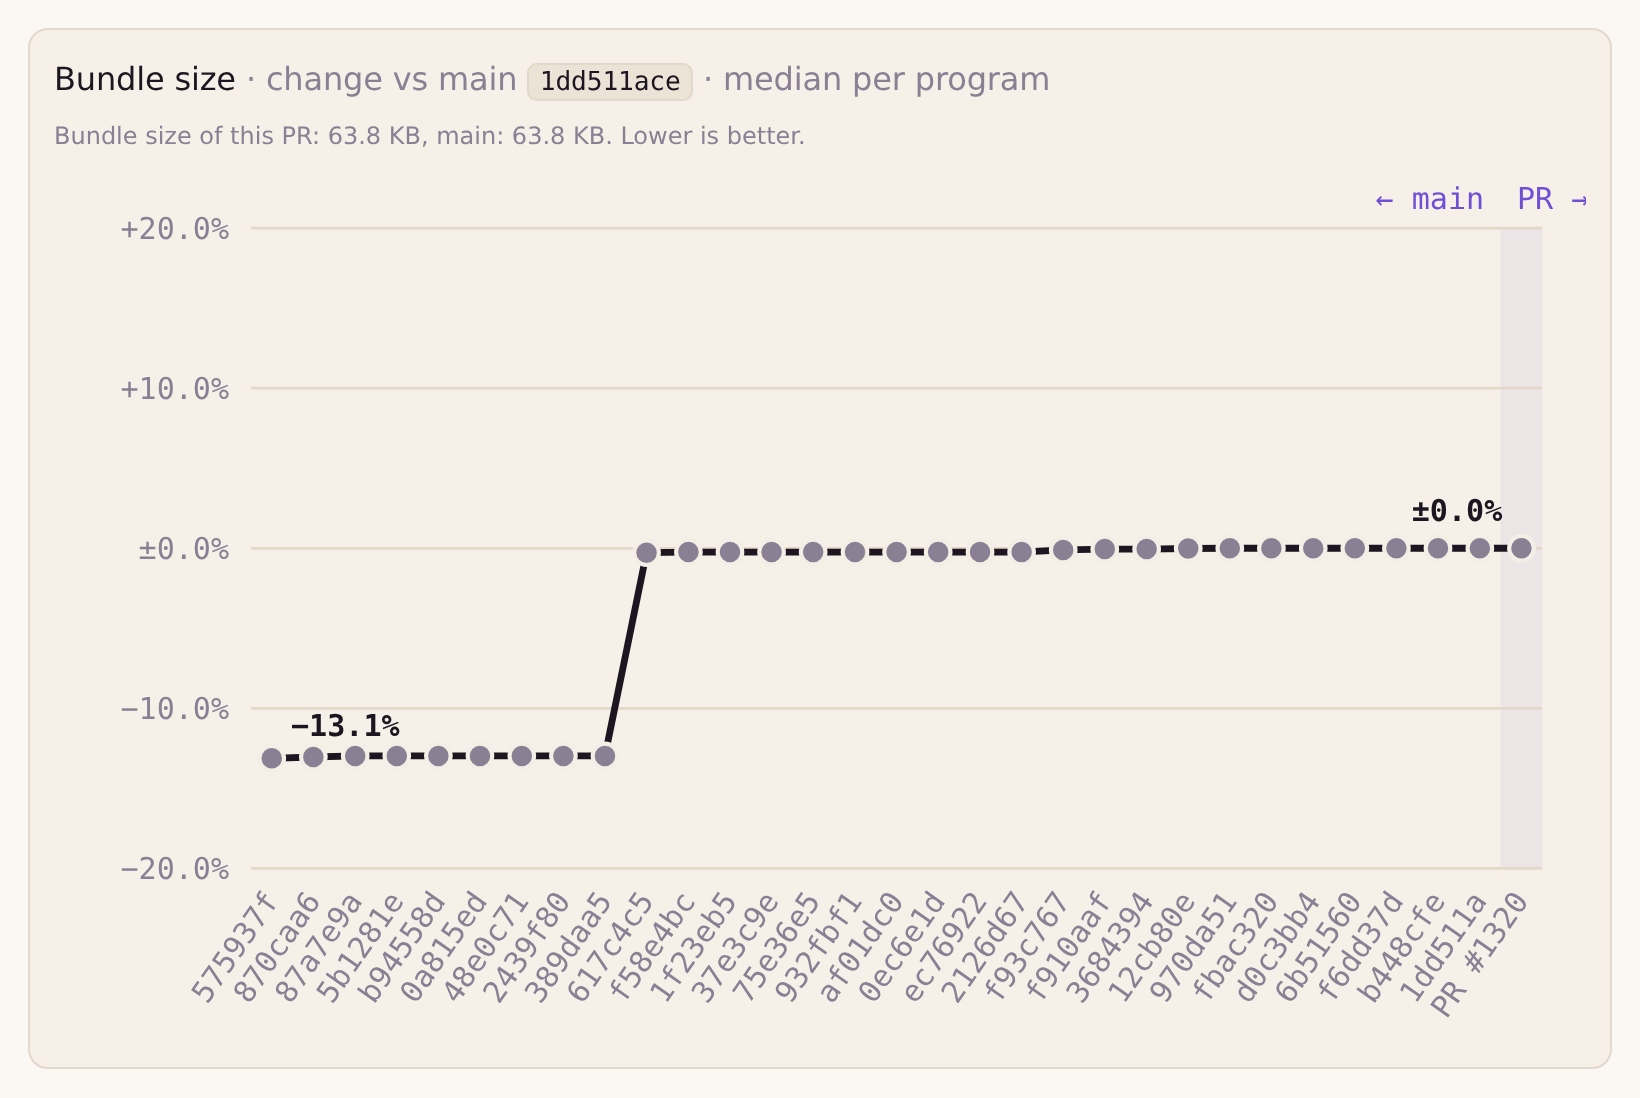 Bundle size · change vs main 1dd511ace · median per program
Bundle size of this PR: 63.8 KB, main: 63.8 KB. Lower is better.
← main PR →
+20.0%
+10.0%
±0.0%
−10.0%
−20.0%
±0.0%
−13.1%
575937f
870caa6
87a7e9a
5b1281e
b94558d
0a815ed
48e0c71
2439f80
389daa5
617c4c5
f58e4bc
1f23eb5
37e3c9e
75e36e5
932fbf1
af01dc0
0ec6e1d
ec76922
2126d67
f93c767
f910aaf
3684394
12cb80e
970da51
fbac320
d0c3bb4
6b51560
f6dd37d
b448cfe
1dd511a
PR #1320